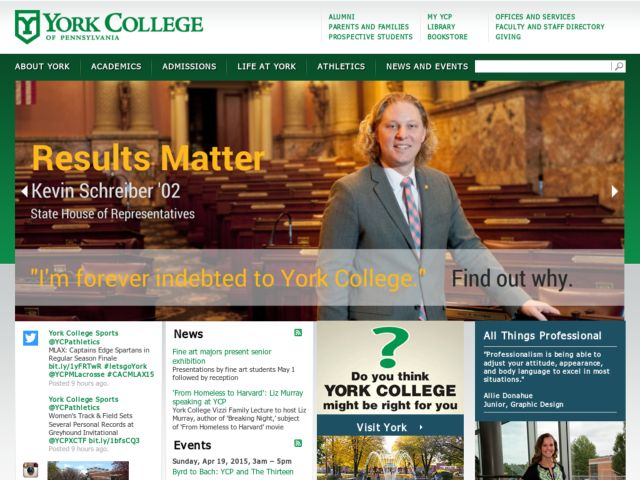 YORK COLLEGE
OF PENNSYLVANIA
ALUMNI
PARENTS AND FAMILIES
PROSPECTIVE STUDENTS
MY YCP
LIBRARY
BOOKSTORE
OFFICES AND SERVICES
FACULTY AND STAFF DIRECTORY
GIVING
ABOUT YORK
ACADEMICS
ADMISSIONS
LIFE AT YORK
ATHLETICS
NEWS AND EVENTS
Results Matter
Kevin Schreiber '02
State House of Representatives
"I'm forever indebted to York College." Find out why.
York College Sports
@YCPathletics
MLAX: Captains Edge Spartans in
Regular Season Finale
bit.ly/1yFRTwR #letsgoYork
@YCPMLacrosse #CACMLAX15
Posted 9 hours ago.
York College Sports
@YCPathletics
Women's Track & Field Sets
Several Personal Records at
Greyhound Invitational
@YCPXCTF bit.ly/1bfsCQ3
Posted 9 hours ago.
News
Fine art majors present senior
exhibition
Presentations by fine art students May 1
followed by reception
'From Homeless to Harvard': Liz Murray
speaking at YCP
York College Vizzi Family Lecture to host Liz
Murray, author of 'Breaking Night,' subject
of 'From Homeless to Harvard' movie
Events
Sunday, Apr 19, 2015, 3am – 5pm
Byrd to Bach: YCP and The Thirteen
?
Do you think
YORK COLLEGE
might be right for you
Visit York
All Things Professional
"Professionalism is being able to
adjust your attitude, appearance,
and body language to excel in most
situations."
Allie Donahue
Junior, Graphic Design